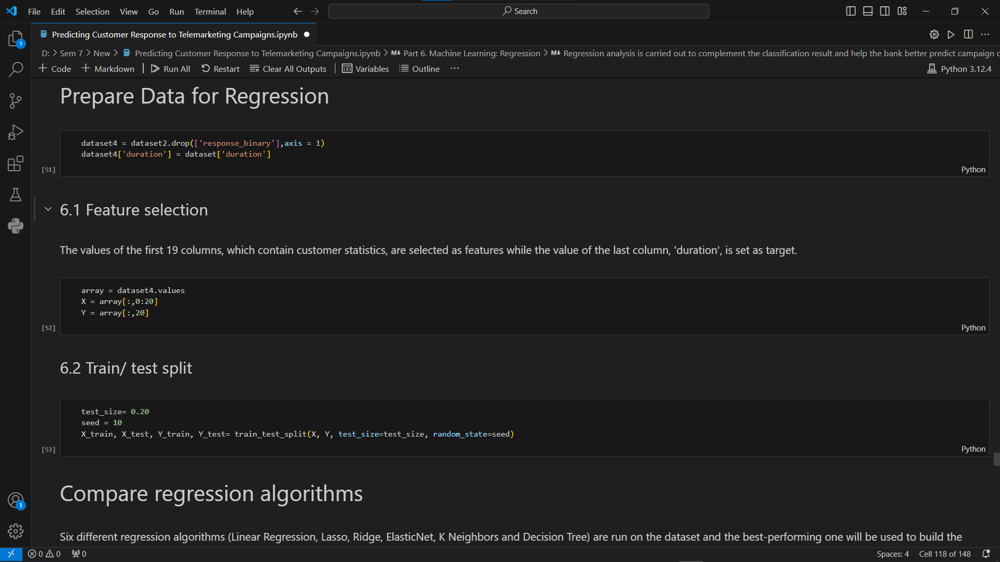 File Edit Selection View Go Run Terminal Help
Search
Predicting Customer Response to Telemarketing Campaigns.ipynb
D: > Sem 7 > New > Predicting Customer Response to Telemarketing Campaigns.ipynb > M↓ Part 6. Machine Learning: Regression > M↓ Regression analysis is carried out to complement the classification result and help the bank better predict campaign
+ Code + Markdown Run All Restart Clear All Outputs Variables Outline ···
Python 3.12.4
1
Prepare Data for Regression
dataset4 = dataset2.drop(['response_binary'],axis = 1)
dataset4['duration'] = dataset['duration']
[51]
Python
6.1 Feature selection
The values of the first 19 columns, which contain customer statistics, are selected as features while the value of the last column, 'duration', is set as target.
array = dataset4.values
X = array[:,0:20]
Y = array[:,20]
[52]
Python
6.2 Train/ test split
test_size= 0.20
seed = 10
X_train, X_test, Y_train, Y_test= train_test_split(X, Y, test_size=test_size, random_state=seed)
[53]
Python
Compare regression algorithms
1
Six different regression algorithms (Linear Regression, Lasso, Ridge, ElasticNet, K Neighbors and Decision Tree) are run on the dataset and the best-performing one will be used to build the
0 0 0
Spaces: 4 Cell 118 of 148